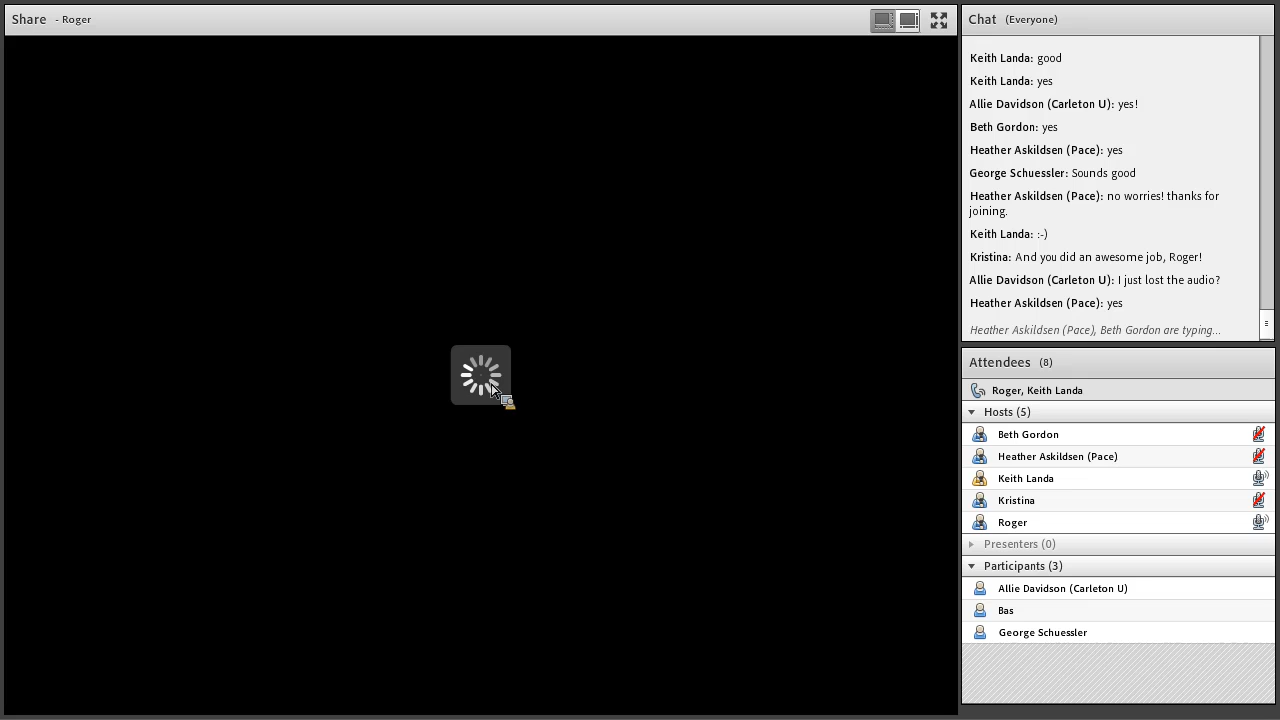 Share - Roger
Chat (Everyone)
Keith Landa: good
Keith Landa: yes
Allie Davidson (Carleton U): yes!
Beth Gordon: yes
Heather Askildsen (Pace): yes
George Schuessler: Sounds good
Heather Askildsen (Pace): no worries! thanks for
joining.
Keith Landa: :-)
Kristina: And you did an awesome job, Roger!
Allie Davidson (Carleton U): I just lost the audio?
Heather Askildsen (Pace): yes
Heather Askildsen (Pace), Beth Gordon are typing...
Attendees (8)
Roger, Keith Landa
Hosts (5)
Beth Gordon
Heather Askildsen (Pace)
Keith Landa
Kristina
Roger
Presenters (0)
Participants (3)
Allie Davidson (Carleton U)
Bas
George Schuessler